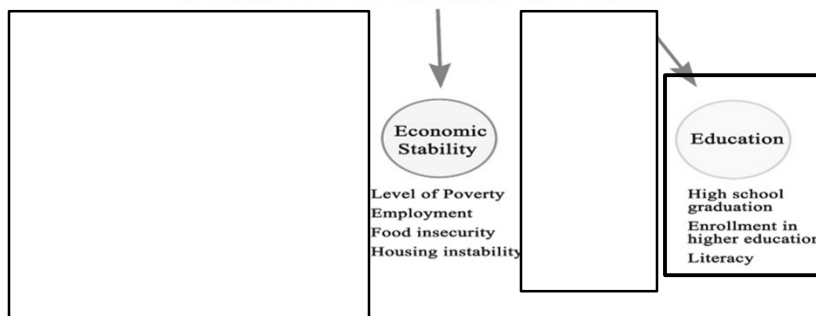 Economic
Stability
Level of Poverty
Employment
Food insecurity
Housing instability
Education
High school
graduation
Enrollment in
higher education
Literacy